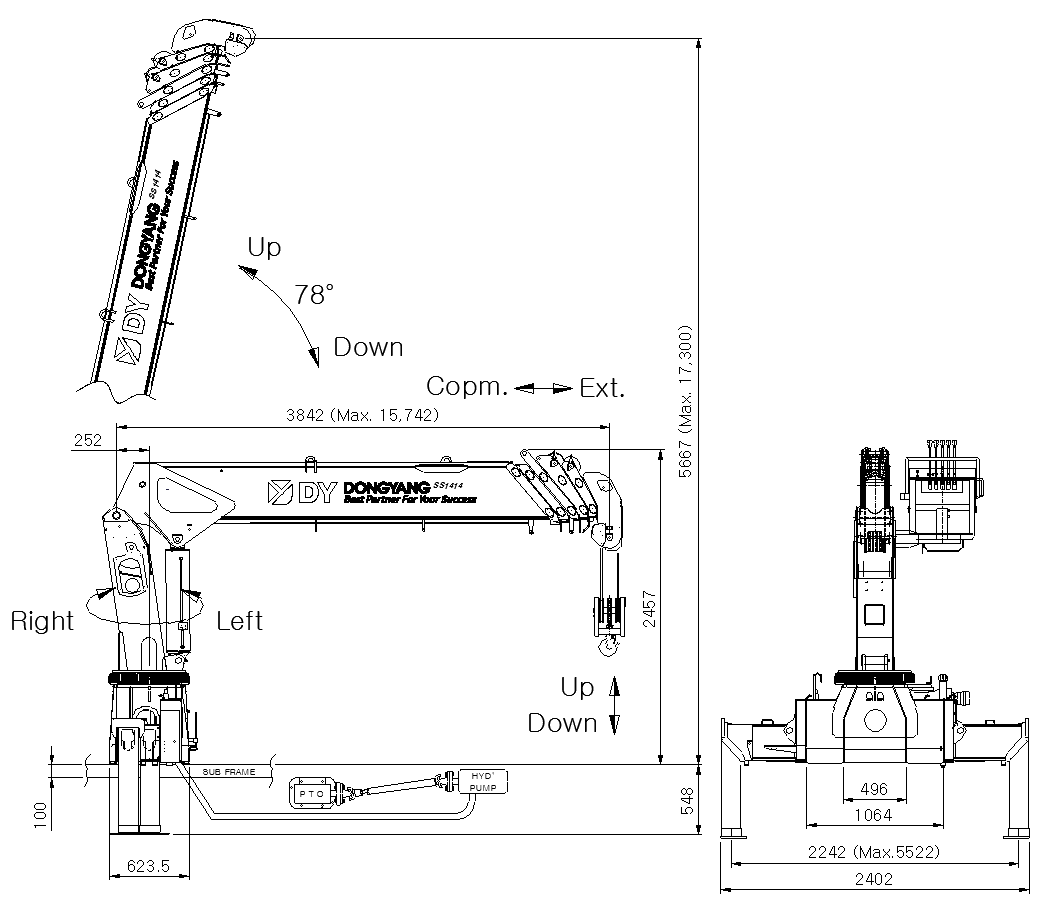 SS1414
DY DONGYANG
Best Partner For Your Success
Up
78°
Down
Copm.
Ext.
3842 (Max. 15,742)
252
5667 (Max. 17,300)
DY DONGYANG SS1414
Best Partner For Your Success
Right
Left
2457
Up
Down
SUB FRAME
PTO
HYD'
PUMP
100
548
623.5
496
1064
2242 (Max.5522)
2402